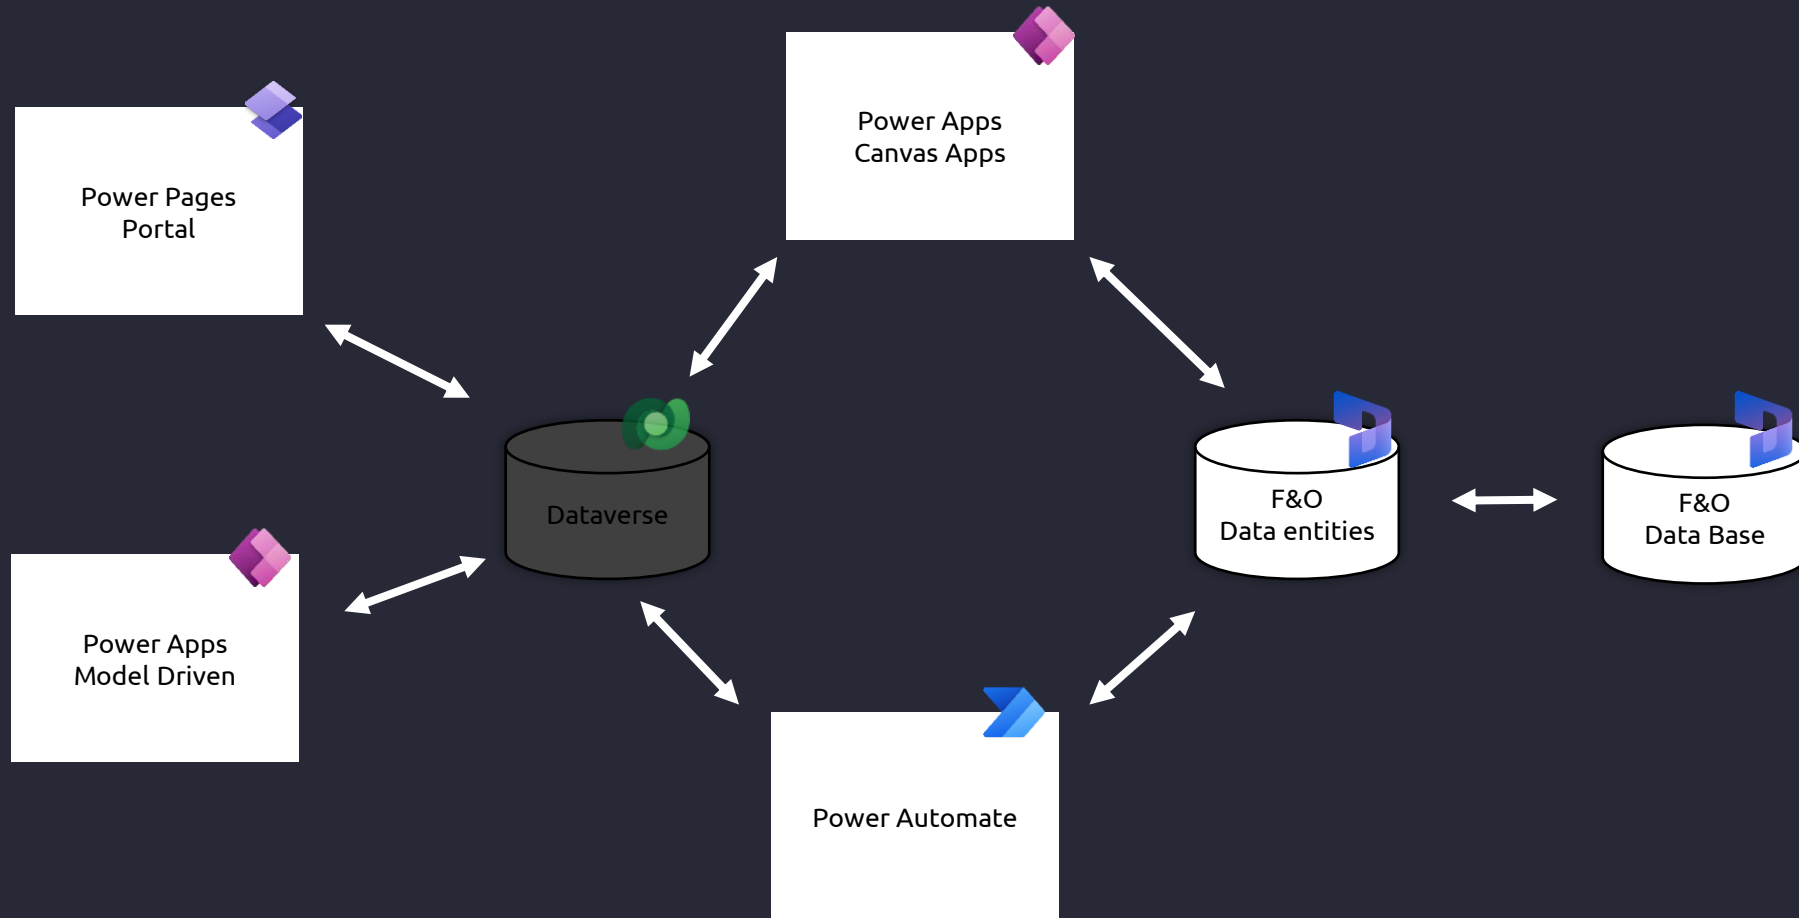 Power Apps
Canvas Apps
Power Pages
Portal
Dataverse
F&O
Data entities
F&O
Data Base
Power Apps
Model Driven
Power Automate